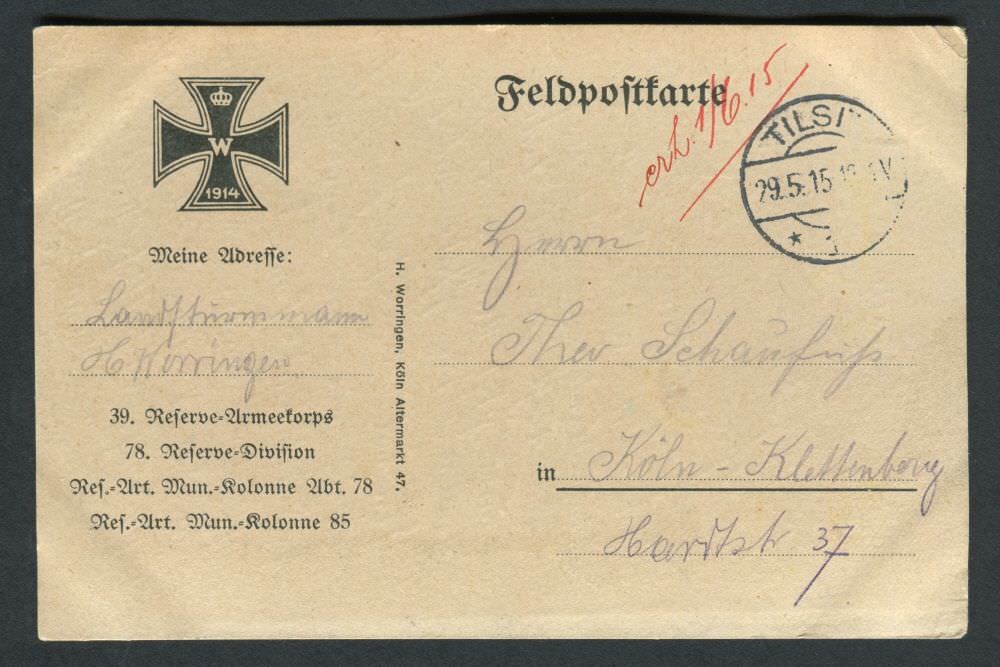 Feldpostkarte
erh. 1/6. 15
TILSI
29.5.15 V
* 1
W
1914
Meine Adresse:
Landsturmmann
H Worringen
39. Reserve-Armeekorps
78. Reserve-Division
Res.-Art. Mun.-Kolonne Abt. 78
Res.-Art. Mun.-Kolonne 85
H. Worringen, Köln Altermarkt 47.
Herrn
Theo Schaufuß
in Köln - Klettenberg
Hardtstr 37